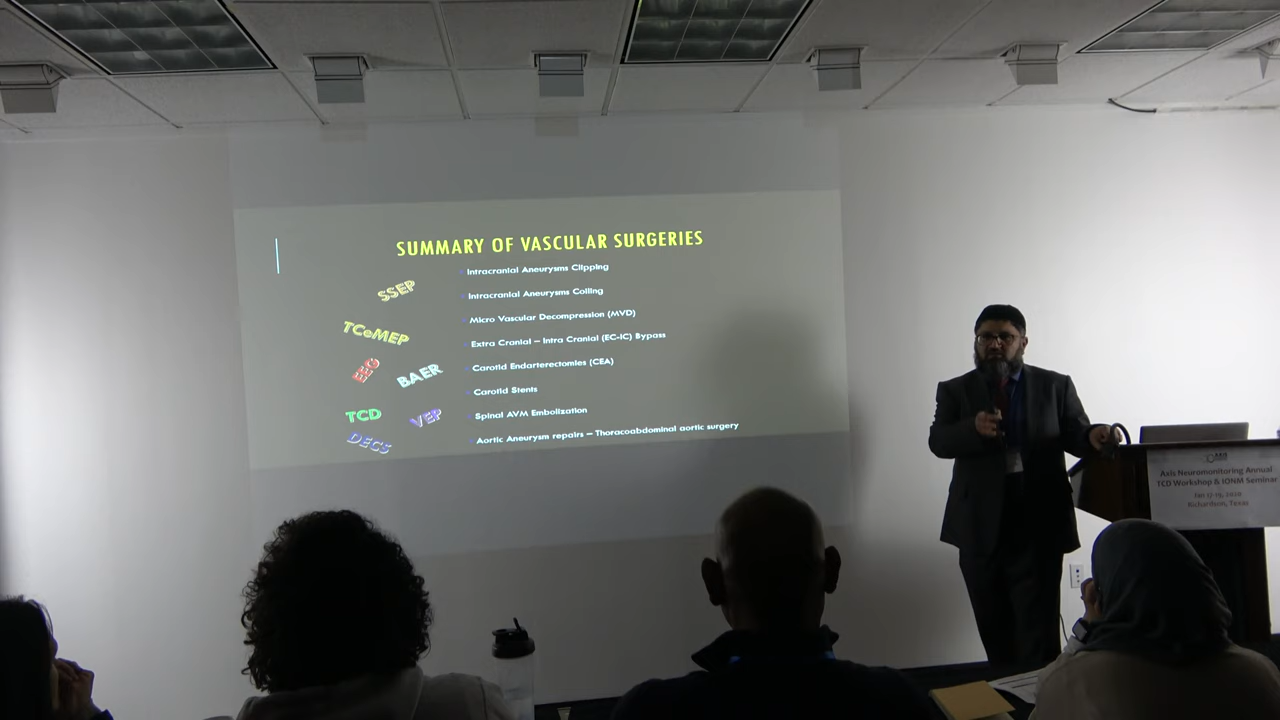 SUMMARY OF VASCULAR SURGERIES
Intracranial Aneurysms Clipping
Intracranial Aneurysms Coiling
Micro Vascular Decompression (MVD)
Extra Cranial – Intra Cranial (EC-IC) Bypass
Carotid Endarterectomies (CEA)
Carotid Stents
Spinal AVM Embolization
Aortic Aneurysm repairs – Thoracoabdominal aortic surgery
SSEP
TCeMEP
EEG
BAER
TCD
VEP
DECS
Axis Neuromonitoring Annual
TCD Workshop & IONM Seminar
2020
Richardson, Texas